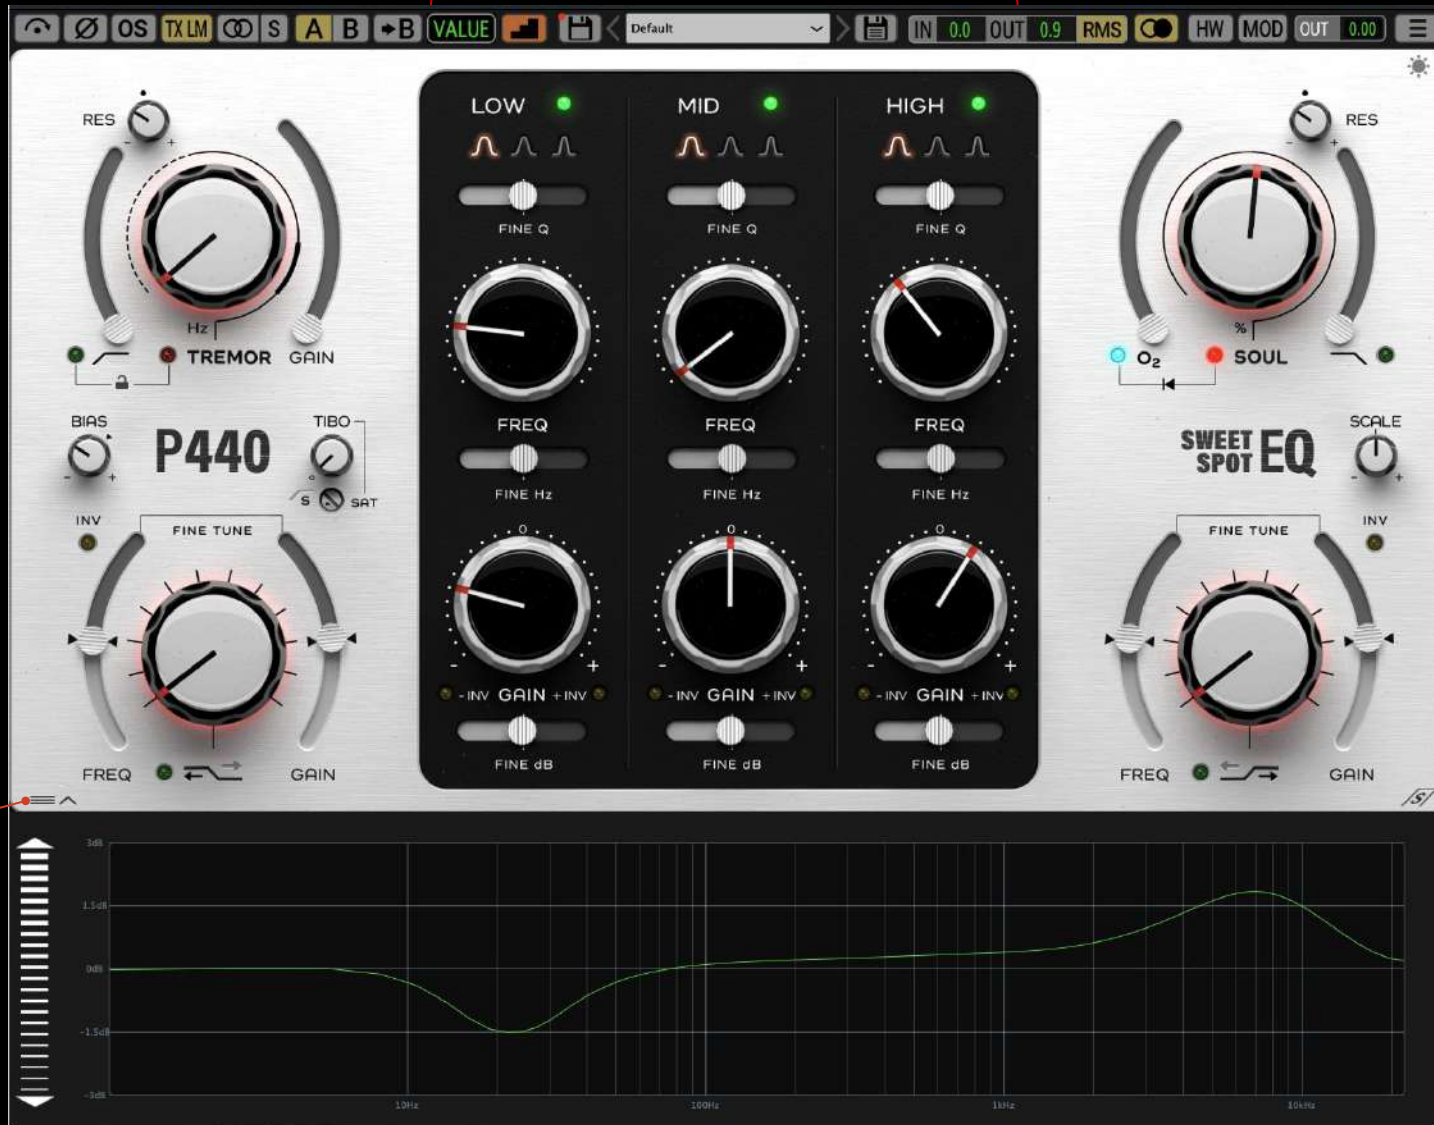 Ø OS TX LM S A B →B VALUE Default IN 0.0 OUT 0.9 RMS HW MOD OUT 0.00
LOW MID HIGH
RES RES
- + - +
FINE Q FINE Q FINE Q
Hz %
TREMOR GAIN O₂ SOUL
BIAS TIBO FREQ FREQ FREQ SCALE
P440 SWEET SPOT EQ
- + S SAT FINE Hz FINE Hz FINE Hz - +
INV FINE TUNE 0 0 0 FINE TUNE INV
- + - + - +
- INV GAIN + INV - INV GAIN + INV - INV GAIN + INV
FREQ GAIN FINE dB FINE dB FINE dB FREQ GAIN
S
3dB
1.5dB
0dB
-1.5dB
-3dB
10Hz 100Hz 1kHz 10kHz